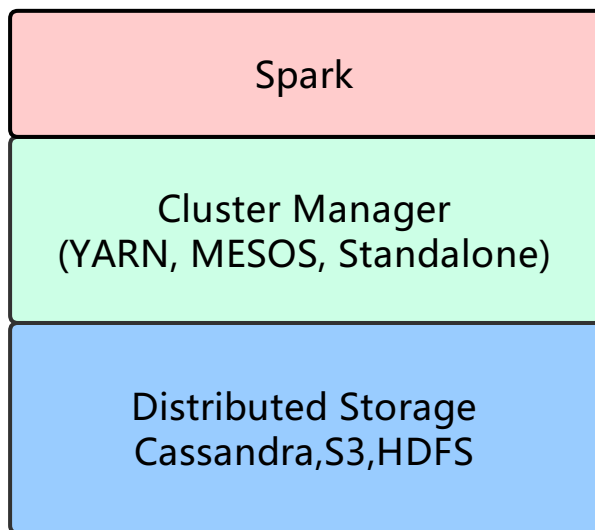 Spark
Cluster Manager
(YARN, MESOS, Standalone)
Distributed Storage
Cassandra,S3,HDFS